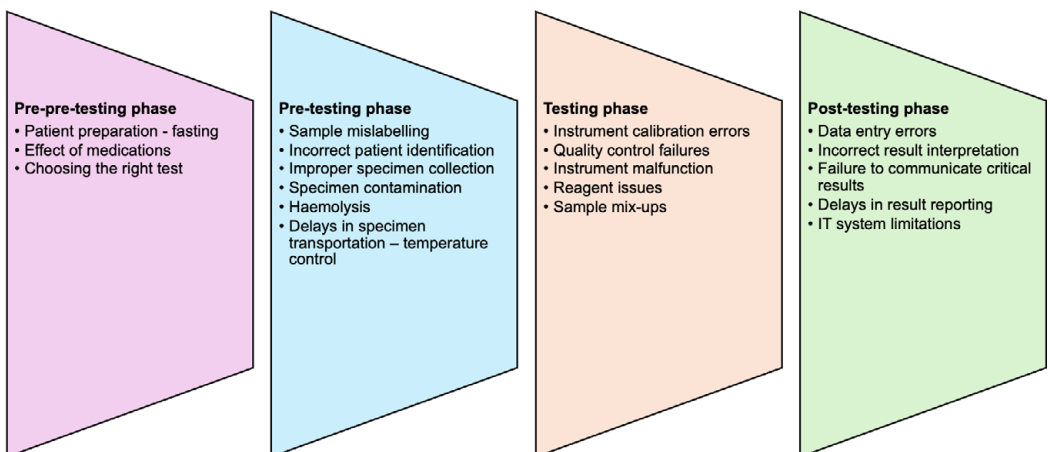 Pre-pre-testing phase
• Patient preparation - fasting
• Effect of medications
• Choosing the right test
Pre-testing phase
• Sample mislabelling
• Incorrect patient identification
• Improper specimen collection
• Specimen contamination
• Haemolysis
• Delays in specimen
transportation – temperature
control
Testing phase
• Instrument calibration errors
• Quality control failures
• Instrument malfunction
• Reagent issues
• Sample mix-ups
Post-testing phase
• Data entry errors
• Incorrect result interpretation
• Failure to communicate critical
results
• Delays in result reporting
• IT system limitations